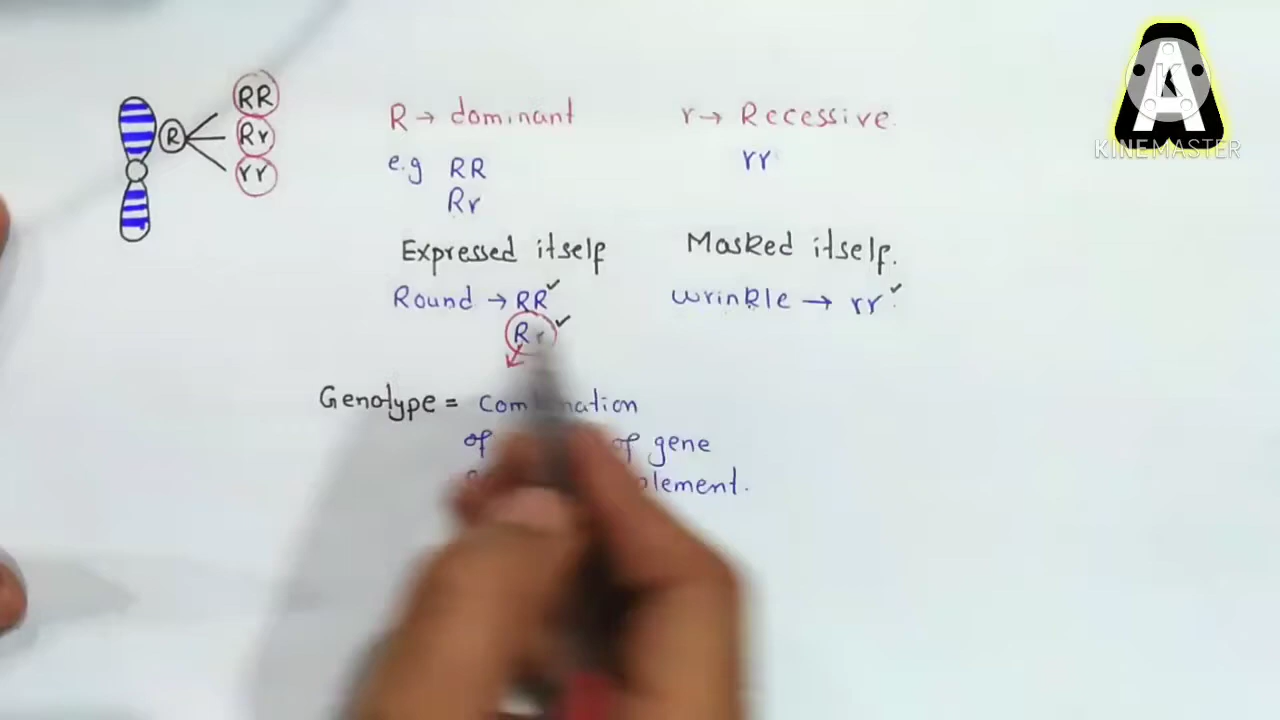 RR
R Rr
rr
R → dominant
e.g RR
Rr
Expressed itself
Round → RR ✓
Rr ✓
r → Recessive.
rr
Masked itself.
wrinkle → rr ✓
Genotype =
of of gene
A
K
KINEMASTER